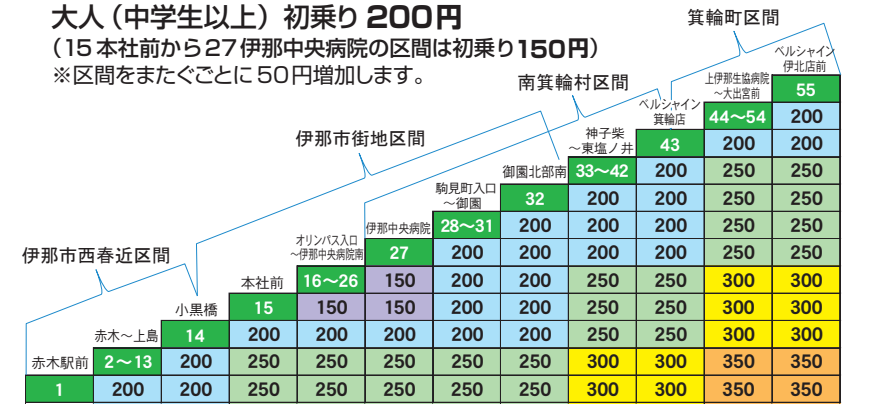 大人（中学生以上）初乗り 200円
（15本社前から27伊那中央病院の区間は初乗り150円）
※区間をまたぐごとに50円増加します。
箕輪町区間
南箕輪村区間
伊那市街地区間
伊那市西春近区間
ベルシャイン
伊北店前
55
上伊那生協病院
～大出宮前
44～54 200
ベルシャイン
箕輪店
43 200 200
神子柴
～東塩ノ井
33～42 200 250 250
御園北部南
32 200 200 250 250
駒見町入口
～御園
28～31 200 200 200 250 250
伊那中央病院
27 200 200 200 200 250 250
オリンパス入口
～伊那中央病院南
16～26 150 200 200 250 250 300 300
本社前
15 150 150 200 200 250 250 300 300
小黒橋
14 200 200 200 200 200 250 250 300 300
赤木～上島
2～13 200 250 250 250 250 250 300 300 350 350
赤木駅前
1 200 200 250 250 250 250 250 300 300 350 350